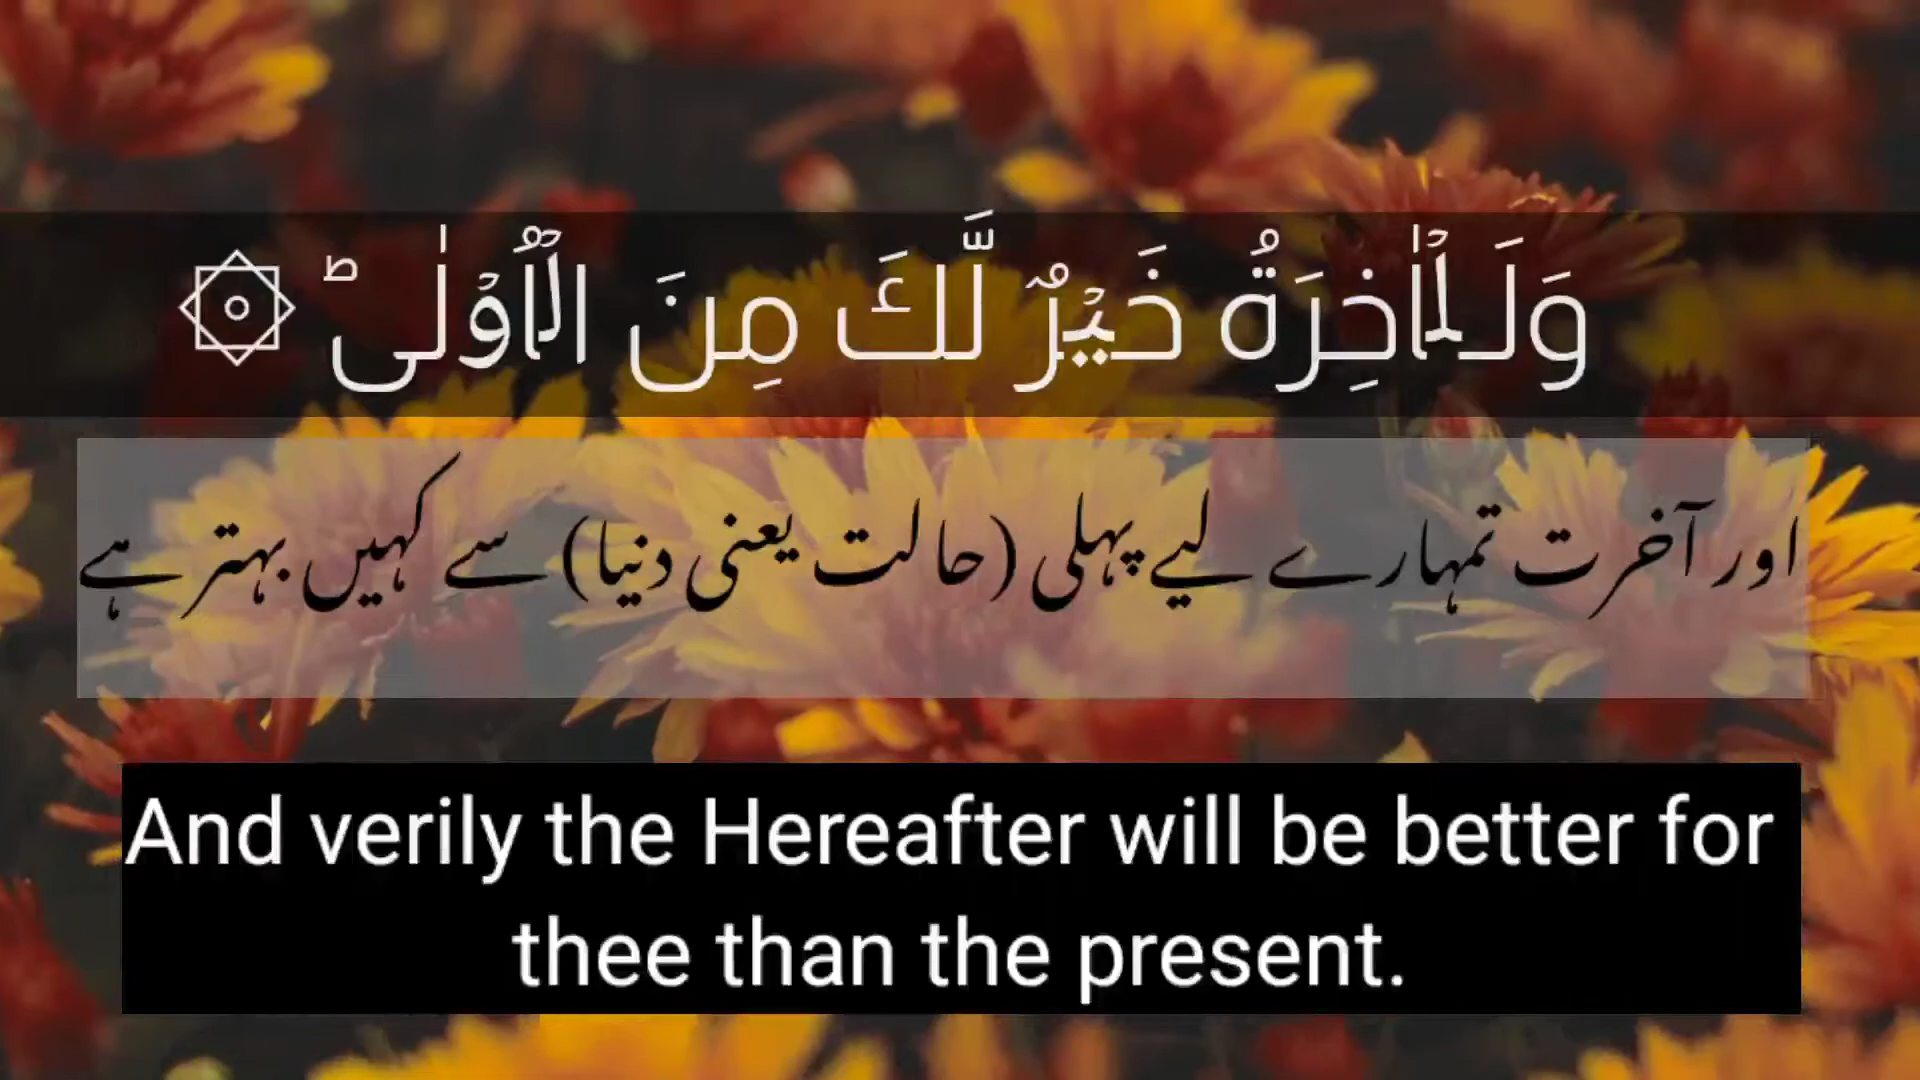 وَلَـلۡاٰخِرَةُ خَيۡرٌ لَّكَ مِنَ الۡاُوۡلٰىؕ ۞
اور آخرت تمہارے لیے پہلی (حالت یعنی دنیا) سے کہیں بہتر ہے
And verily the Hereafter will be better for
thee than the present.